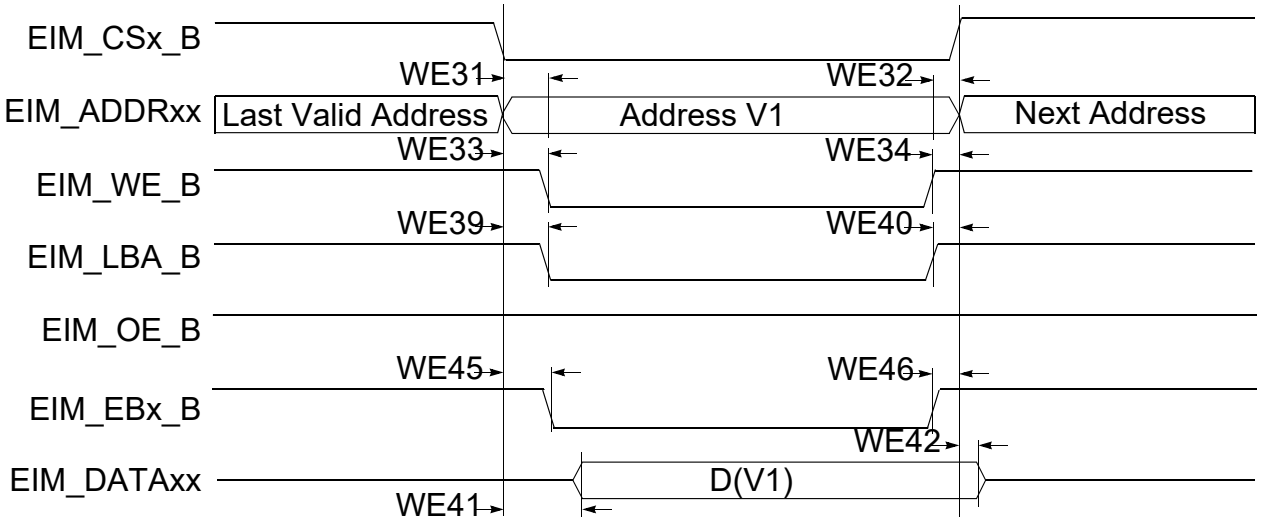 EIM_CSx_B
WE31 WE32
EIM_ADDRxx Last Valid Address Address V1 Next Address
WE33 WE34
EIM_WE_B
WE39 WE40
EIM_LBA_B
EIM_OE_B
WE45 WE46
EIM_EBx_B
WE42
EIM_DATAxx D(V1)
WE41